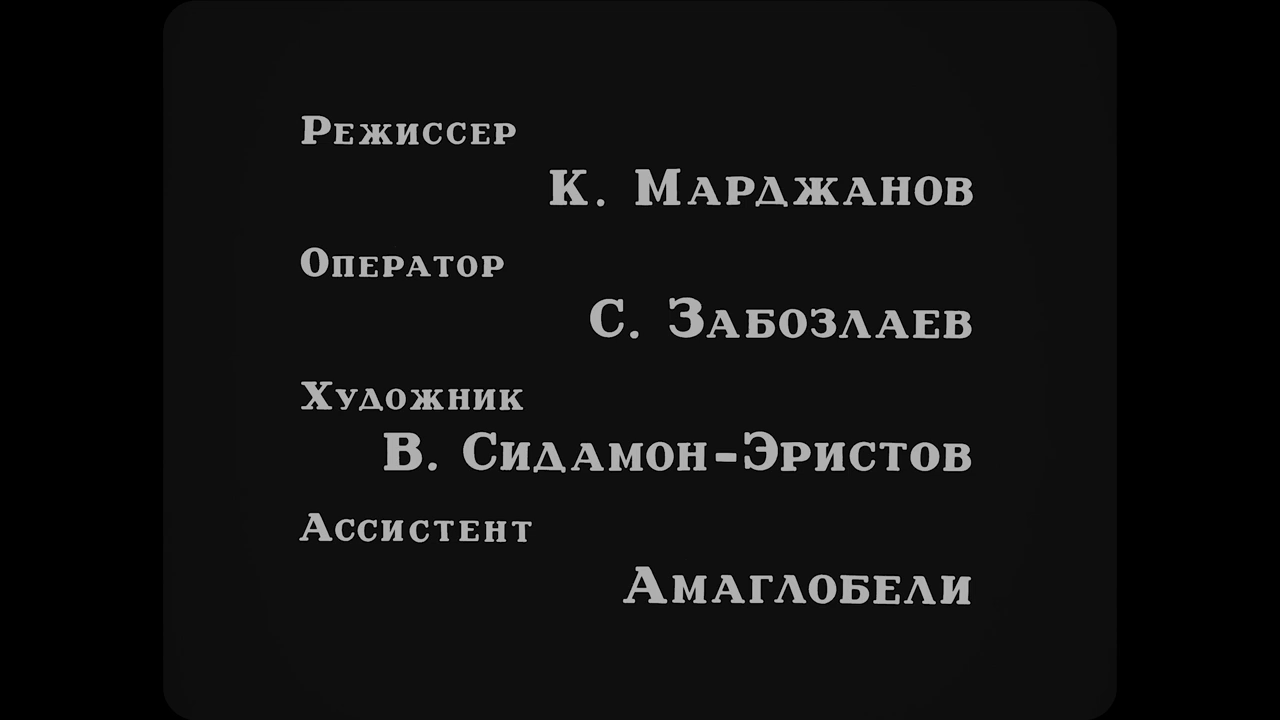 Режиссер
К. Марджанов
Оператор
С. Забозлаев
Художник
В. Сидамон-Эристов
Ассистент
Амаглобели